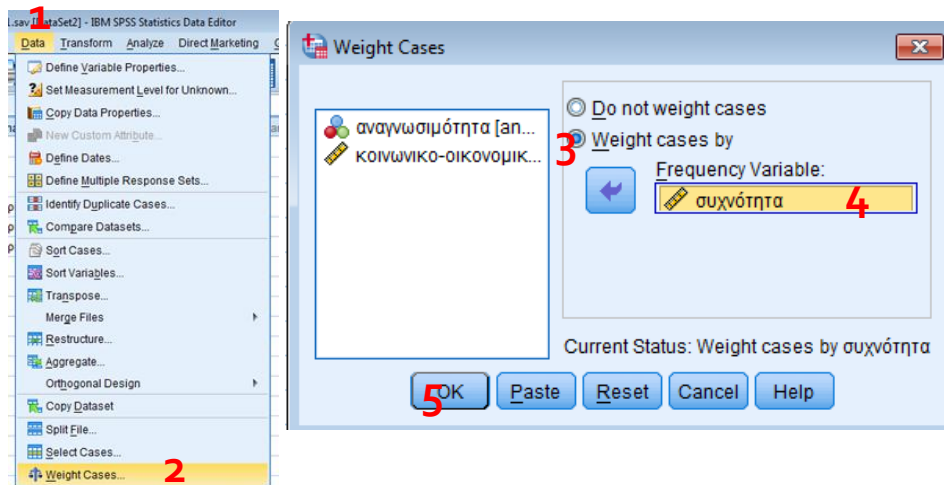 1.sav [DataSet2] - IBM SPSS Statistics Data Editor
1
Data Transform Analyze Direct Marketing
Define Variable Properties...
Set Measurement Level for Unknown...
Copy Data Properties...
New Custom Attribute...
Define Dates...
Define Multiple Response Sets...
Identify Duplicate Cases...
Compare Datasets...
Sort Cases...
Sort Variables...
Transpose...
Merge Files
Restructure...
Aggregate...
Orthogonal Design
Copy Dataset
Split File...
Select Cases...
Weight Cases... 2
Weight Cases
αναγνωσιμότητα [an...
κοινωνικο-οικονομικ...
Do not weight cases
3 Weight cases by
Frequency Variable:
συχνότητα 4
Current Status: Weight cases by συχνότητα
5 OK Paste Reset Cancel Help